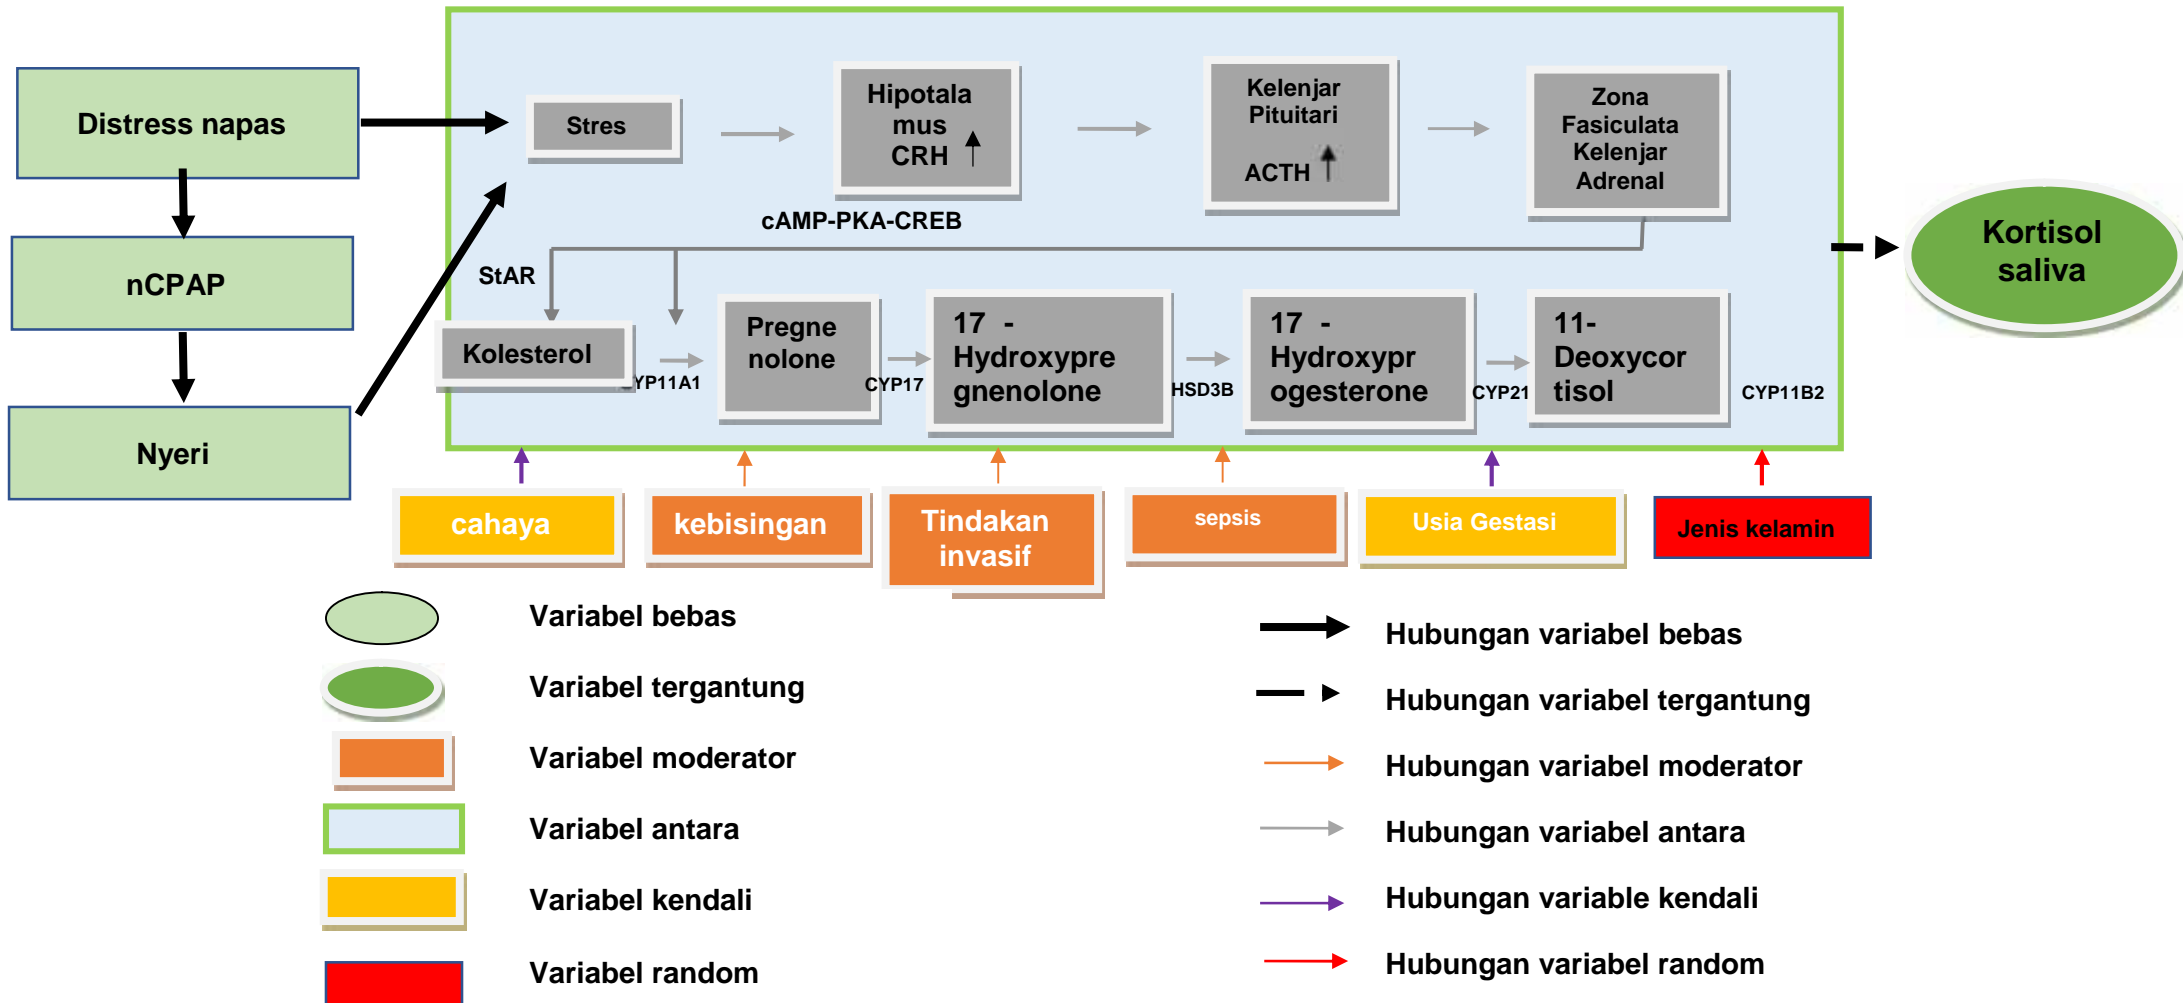 Distress napas
nCPAP
Nyeri
Stres
Hipotala
mus
CRH
Kelenjar
Pituitari
ACTH
Zona
Fasiculata
Kelenjar
Adrenal
cAMP-PKA-CREB
StAR
Kolesterol
CYP11A1
Pregne
nolone
CYP17
17 -
Hydroxypre
gnenolone
HSD3B
17 -
Hydroxypr
ogesterone
CYP21
11-
Deoxycor
tisol
CYP11B2
Kortisol
saliva
cahaya
kebisingan
Tindakan
invasif
sepsis
Usia Gestasi
Jenis kelamin
Variabel bebas
Variabel tergantung
Variabel moderator
Variabel antara
Variabel kendali
Variabel random
Hubungan variabel bebas
Hubungan variabel tergantung
Hubungan variabel moderator
Hubungan variabel antara
Hubungan variable kendali
Hubungan variabel random